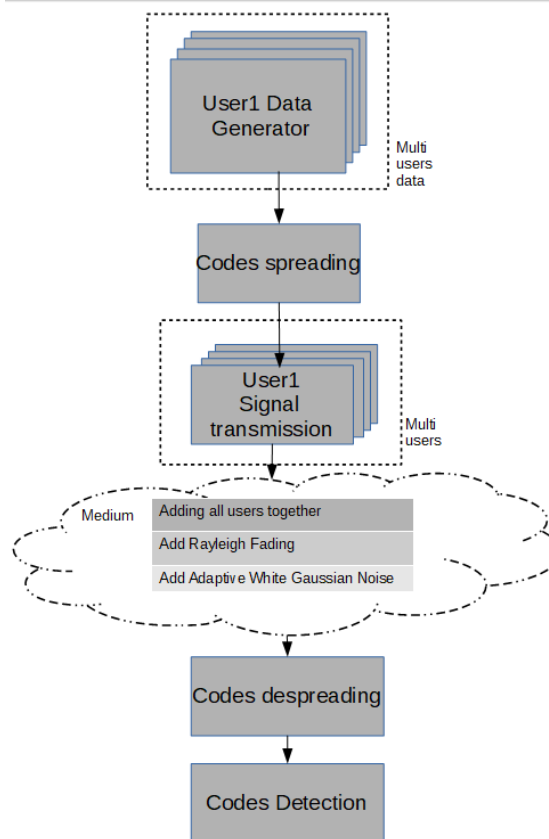 User1 Data
Generator
Multi
users
data
Codes spreading
User1
Signal
transmission
Multi
users
Medium
Adding all users together
Add Rayleigh Fading
Add Adaptive White Gaussian Noise
Codes despreading
Codes Detection